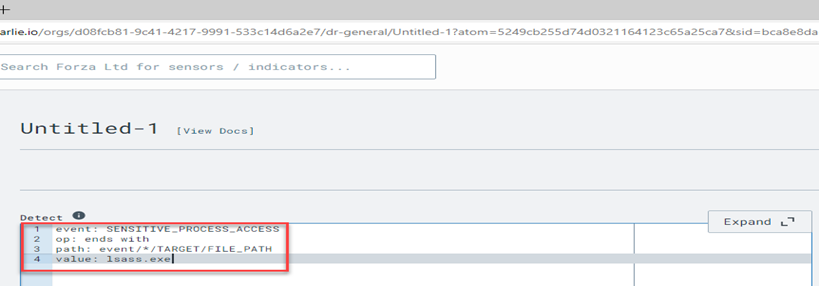 +
arlie.io/orgs/d08fcb81-9c41-4217-9991-533c14d6a2e7/dr-general/Untitled-1?atom=5249cb255d74d0321164123c65a25ca7&sid=bca8e8da
Search Forza Ltd for sensors / indicators...
Untitled-1 [View Docs]
Detect
Expand
1 event: SENSITIVE_PROCESS_ACCESS
2 op: ends with
3 path: event/*/TARGET/FILE_PATH
4 value: lsass.exe